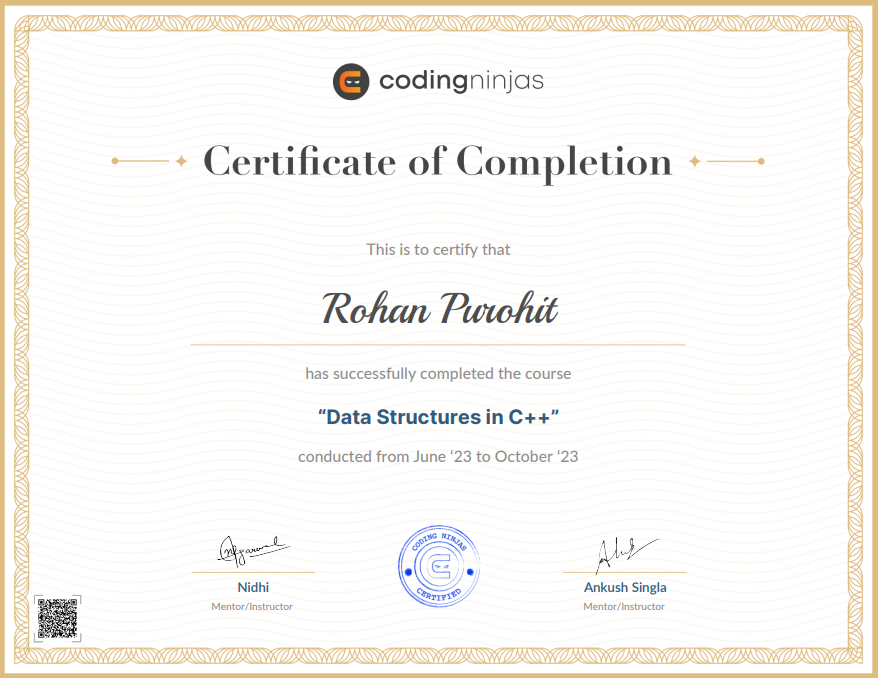 codingninjas
Certificate of Completion
This is to certify that
Rohan Purohit
has successfully completed the course
“Data Structures in C++”
conducted from June ‘23 to October ‘23
CODING NINJAS
CERTIFIED
Nidhi
Ankush Singla
Mentor/Instructor
Mentor/Instructor